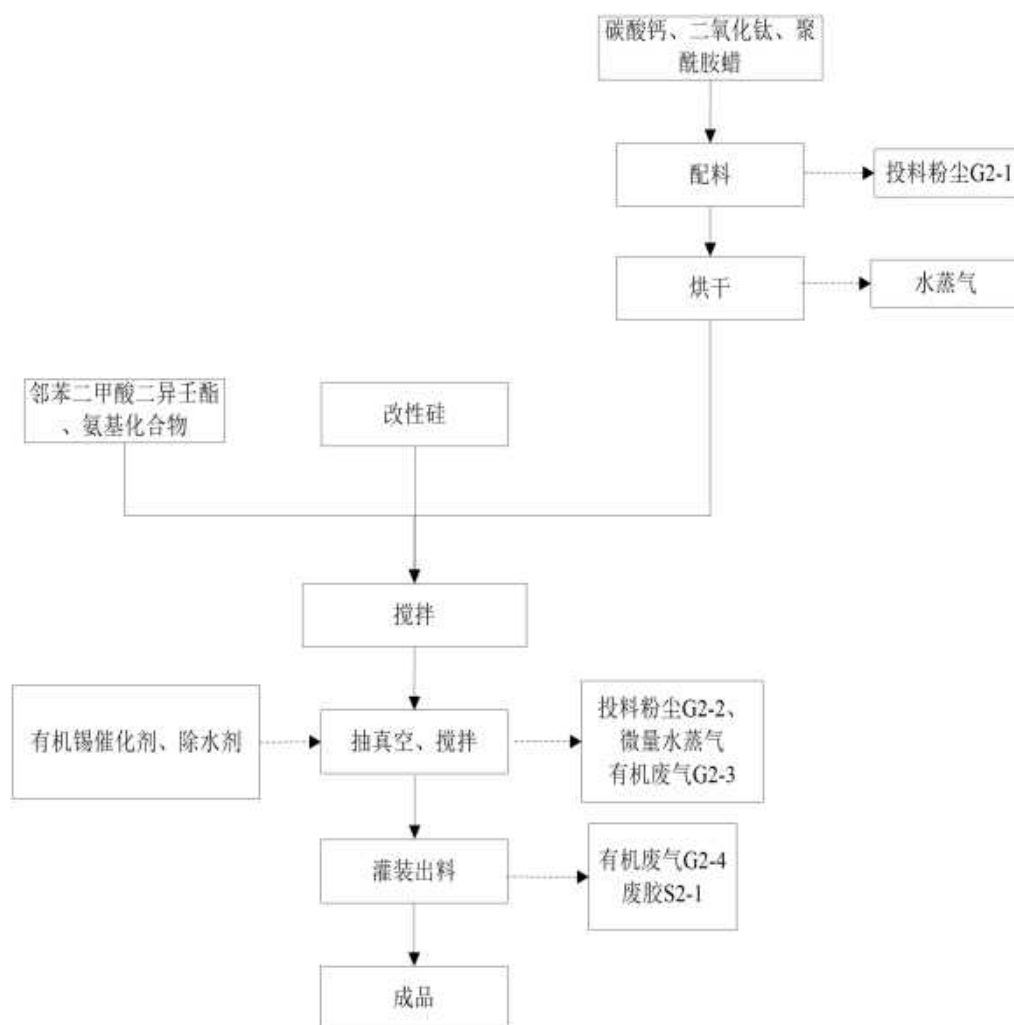 碳酸钙、二氧化钛、聚
酰胺蜡
配料
投料粉尘G2-1
烘干
水蒸气
邻苯二甲酸二异壬酯
、氨基化合物
改性硅
搅拌
有机锡催化剂、除水剂
抽真空、搅拌
投料粉尘G2-2、
微量水蒸气
有机废气G2-3
灌装出料
有机废气G2-4
废胶S2-1
成品